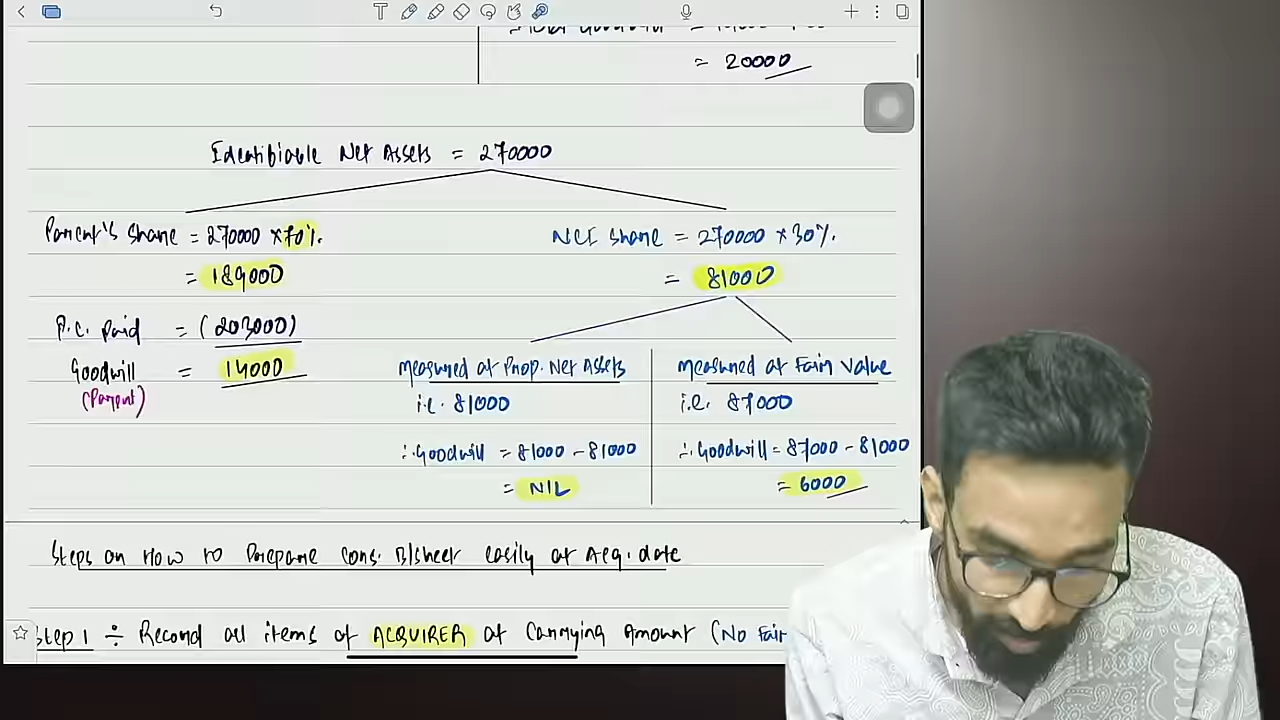 = 20000
Identifiable Net Assets = 270000
Parent's Share = 270000 × 70%.
= 189000
P.C. Paid = (203000)
Goodwill = 14000
(Parent)
NCI Share = 270000 × 30%.
= 81000
Measured at Prop. Net Assets
i.e. 81000
∴ Goodwill = 81000 - 81000
= NIL
Measured at Fair Value
i.e. 87000
∴ Goodwill = 87000 - 81000
= 6000
Steps on How to Prepare Cons. B/sheet easily at Acq. date
Step 1 ÷ Record all items of ACQUIRER at Carrying Amount (No Fair